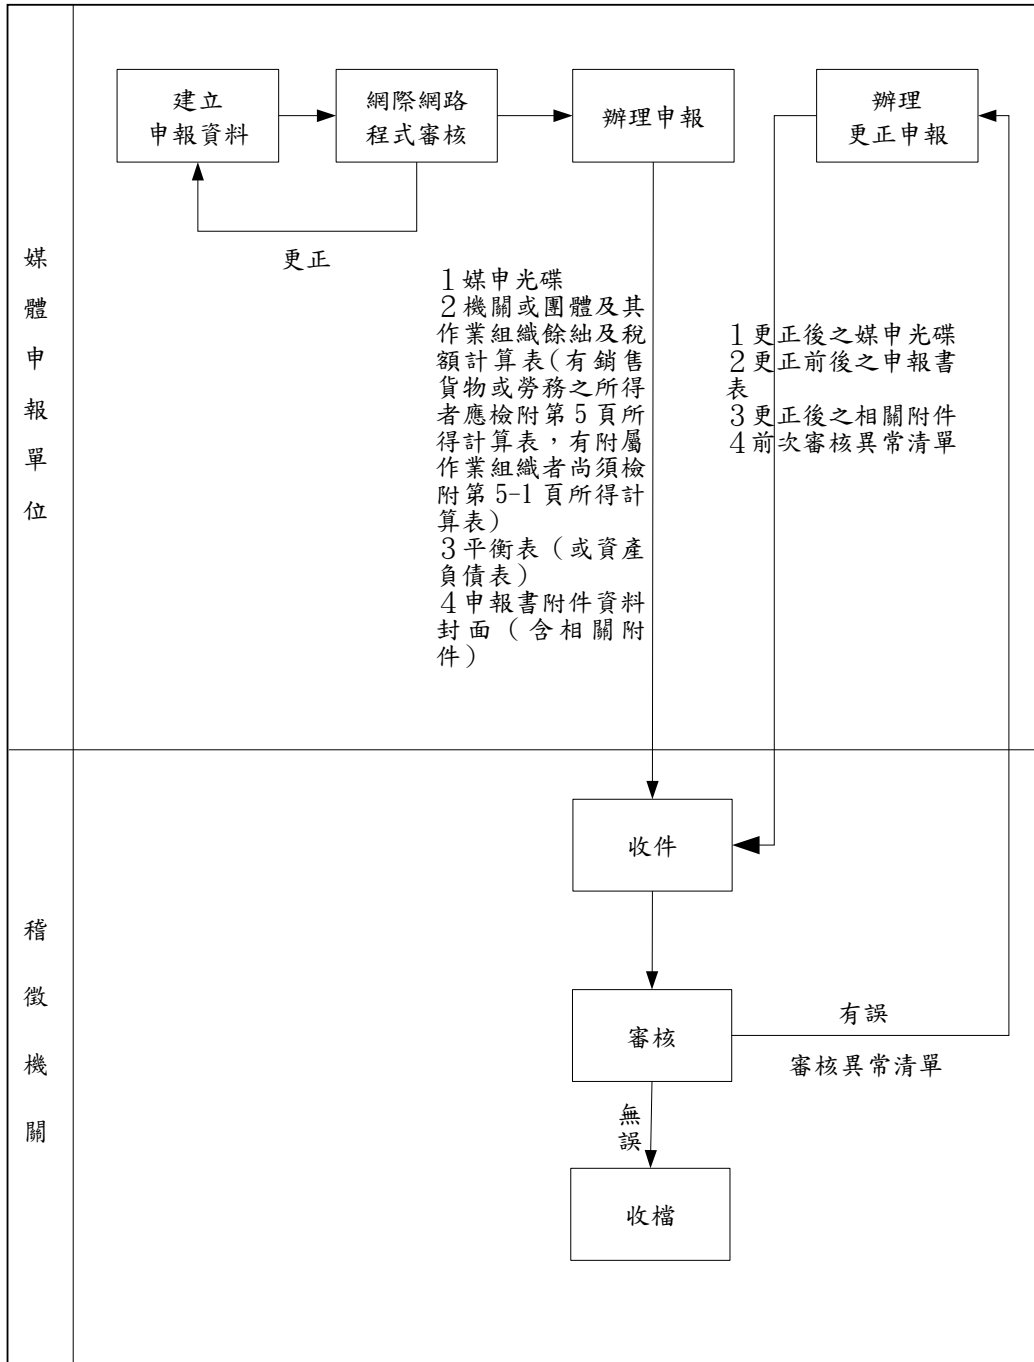 建立
申報資料
網際網路
程式審核
辦理申報
辦理
更正申報
更正
媒體申報單位
1媒申光碟
2機關或團體及其
作業組織餘絀及稅
額計算表(有銷售
貨物或勞務之所得
者應檢附第5頁所
得計算表，有附屬
作業組織者尚須檢
附第5-1頁所得計
算表)
3平衡表（或資產
負債表）
4申報書附件資料
封面（含相關附
件）
1更正後之媒申光碟
2更正前後之申報書
表
3更正後之相關附件
4前次審核異常清單
稽徵機關
收件
審核
有誤
審核異常清單
無
誤
收檔